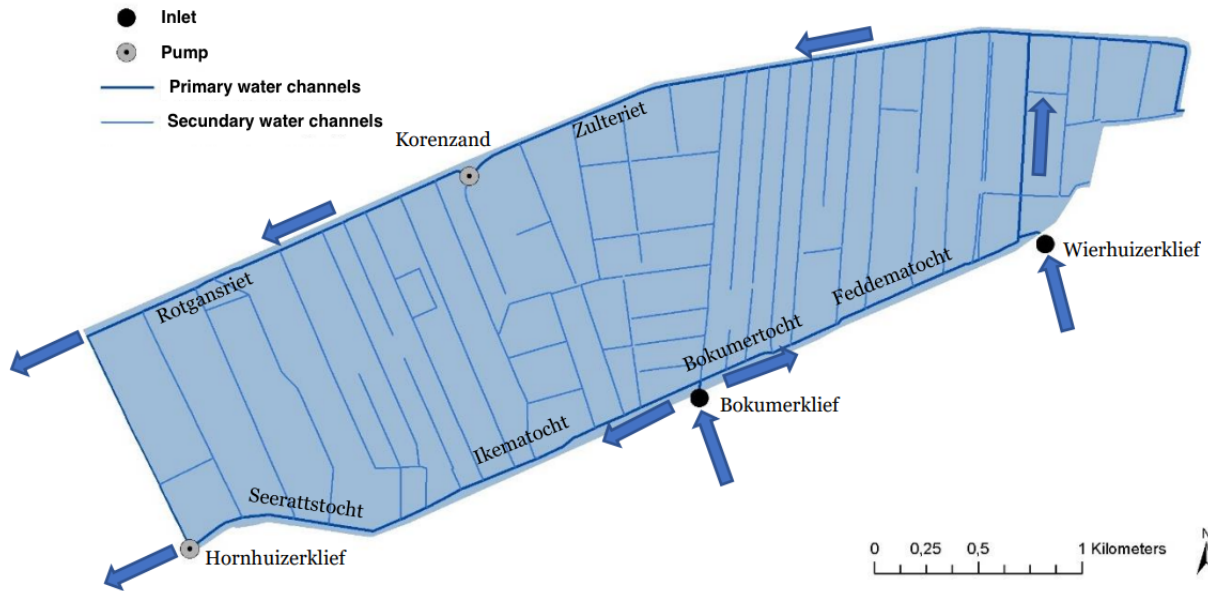 Inlet
Pump
Primary water channels
Secundary water channels
Korenzand
Zulteriet
Wierhuizerklief
Feddematocht
Rotgansriet
Bokumertocht
Bokumerklief
Ikematocht
Seerattstocht
Hornhuizerklief
N
0 0,25 0,5 1 Kilometers